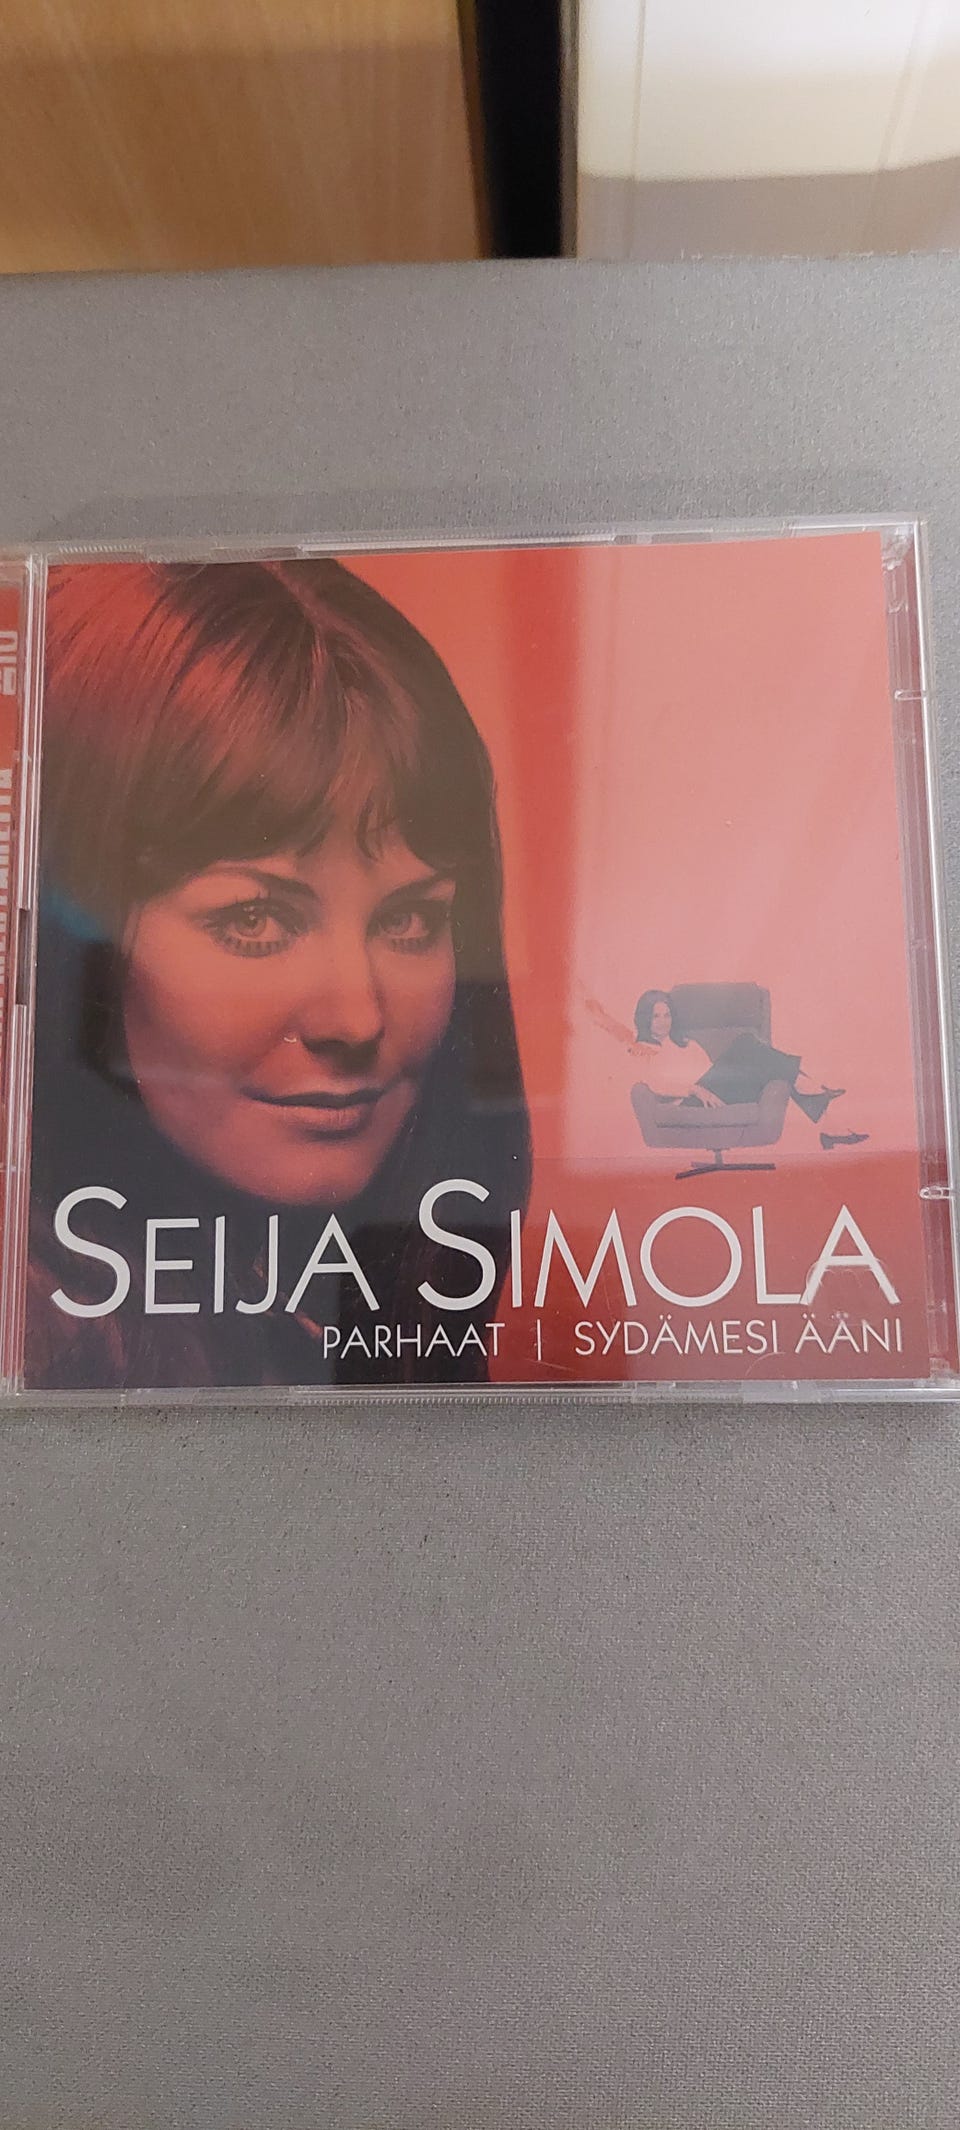 SEIJA SIMOLA
PARHAAT | SYDÄMESI ÄÄNI